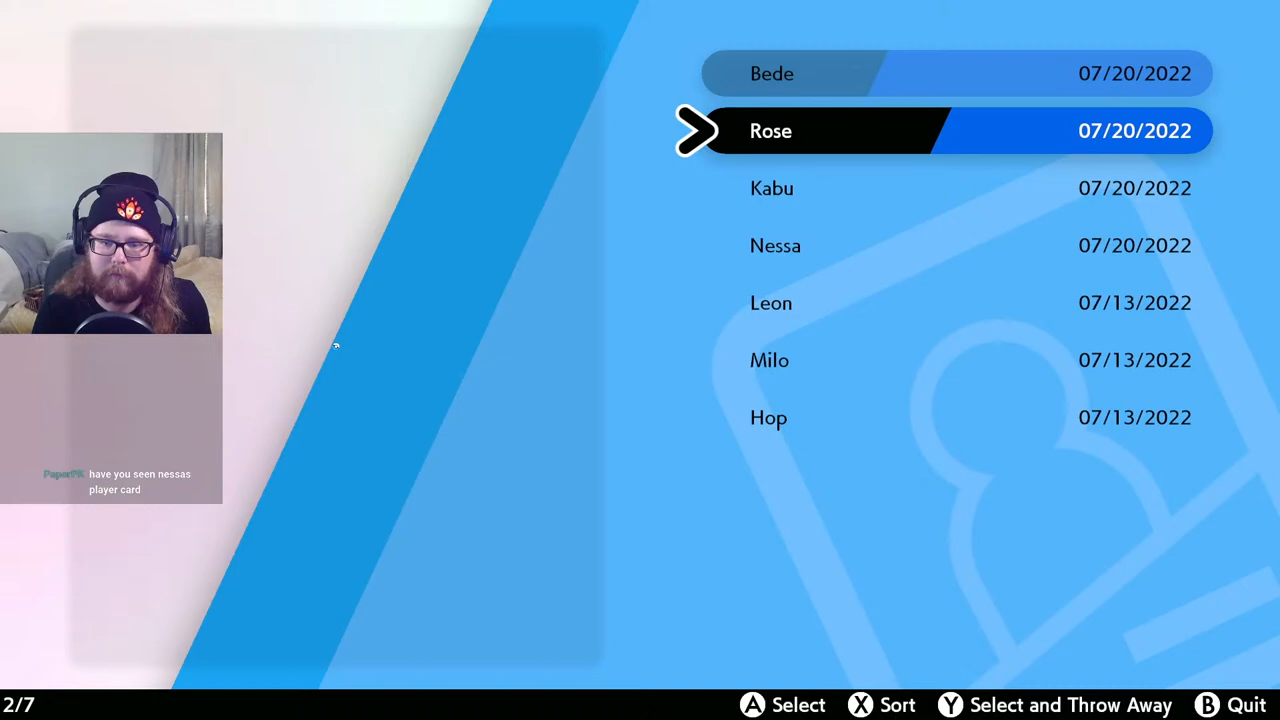 Bede 07/20/2022
Rose 07/20/2022
Kabu 07/20/2022
Nessa 07/20/2022
Leon 07/13/2022
Milo 07/13/2022
Hop 07/13/2022
PaperPK have you seen nessas
player card
2/7 A Select X Sort Y Select and Throw Away B Quit